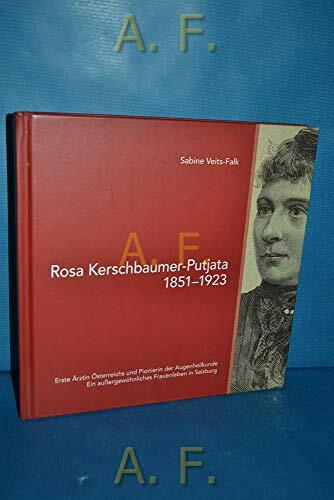 A. F.
Sabine Veits-Falk
A. F.
Rosa Kerschbaumer-Putjata
1851–1923
Erste Ärztin Österreichs und Pionierin der Augenheilkunde
Ein außergewöhnliches Frauenleben in Salzburg
A. F.